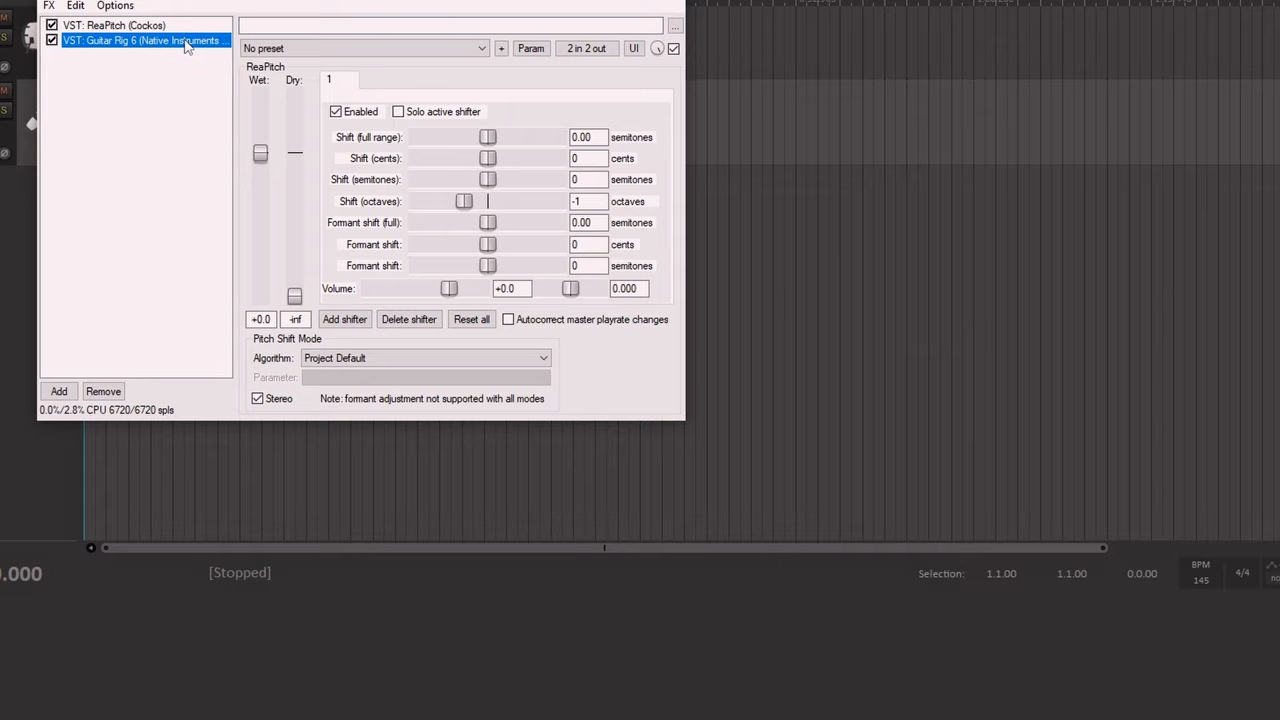 FX Edit Options
VST: ReaPitch (Cockos)
VST: Guitar Rig 6 (Native Instruments ...
No preset
+
Param
2 in 2 out
UI
...
ReaPitch
Wet: Dry:
1
Enabled
Solo active shifter
Shift (full range): 0.00 semitones
Shift (cents): 0 cents
Shift (semitones): 0 semitones
Shift (octaves): -1 octaves
Formant shift (full): 0.00 semitones
Formant shift: 0 cents
Formant shift: 0 semitones
Volume: +0.0 0.000
+0.0 -inf Add shifter Delete shifter Reset all Autocorrect master playrate changes
Pitch Shift Mode
Algorithm: Project Default
Parameter:
Stereo Note: formant adjustment not supported with all modes
Add Remove
0.0%/2.8% CPU 6720/6720 spls
M
S
M
S
.000
[Stopped]
Selection: 1.1.00 1.1.00 0.0.00
BPM
145
4/4
no